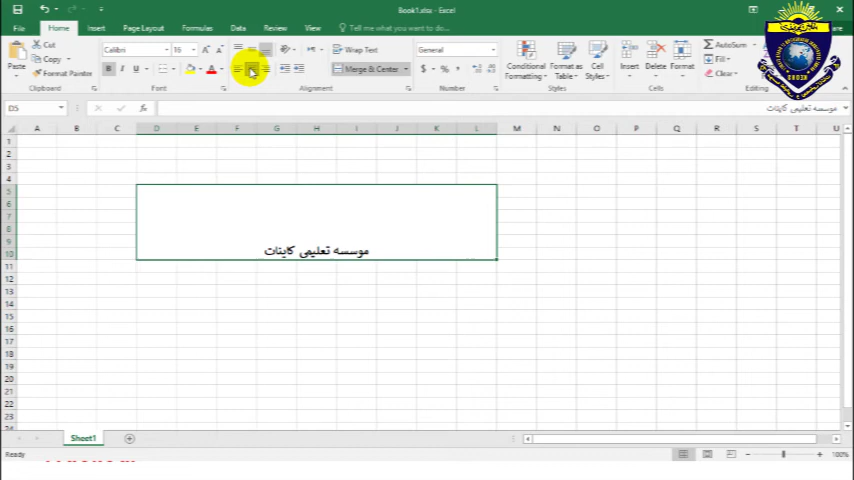 Book1.xlsx - Excel
File Home Insert Page Layout Formulas Data Review View Tell me what you want to do...
Paste Cut Copy Format Painter Clipboard
Calibri 16 B I U Font
Wrap Text Merge & Center Alignment
General $ % Number
Conditional Formatting Format as Table Cell Styles Styles
Insert Delete Format Cells
AutoSum Fill Clear Editing
D5 fx موسسه تعلیمی کاینات
A B C D E F G H I J K L M N O P Q R S T U
1
2
3
4
5
6
7
8
9
10 موسسه تعلیمی کاینات
11
12
13
14
15
16
17
18
19
20
21
22
23
Sheet1
Ready 100%